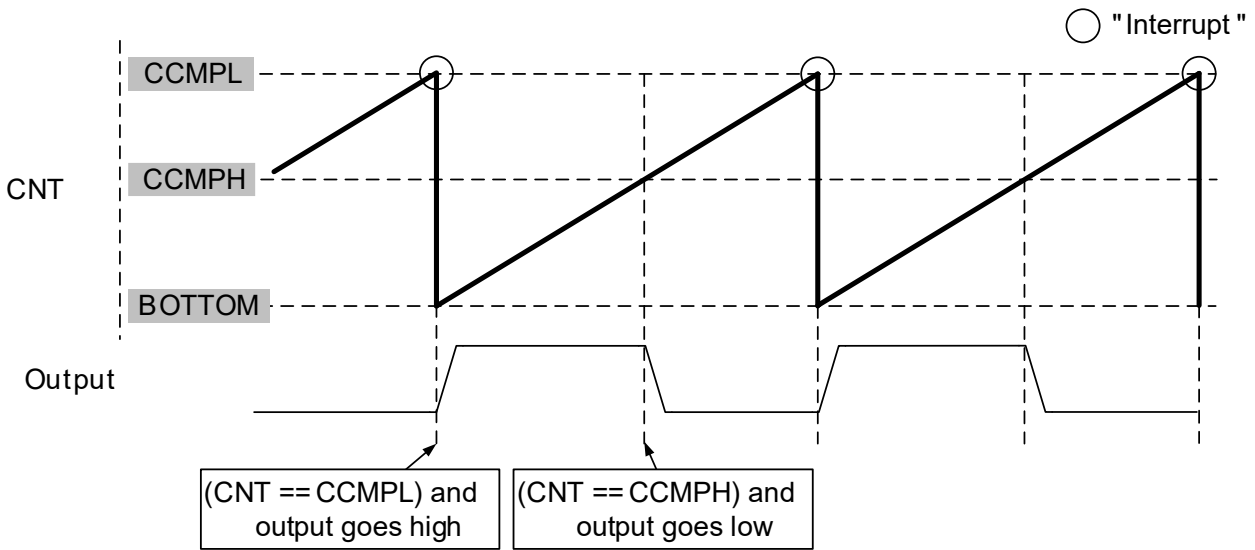 "Interrupt"
CCMPL
CCMPH
CNT
BOTTOM
Output
(CNT == CCMPL) and
output goes high
(CNT == CCMPH) and
output goes low